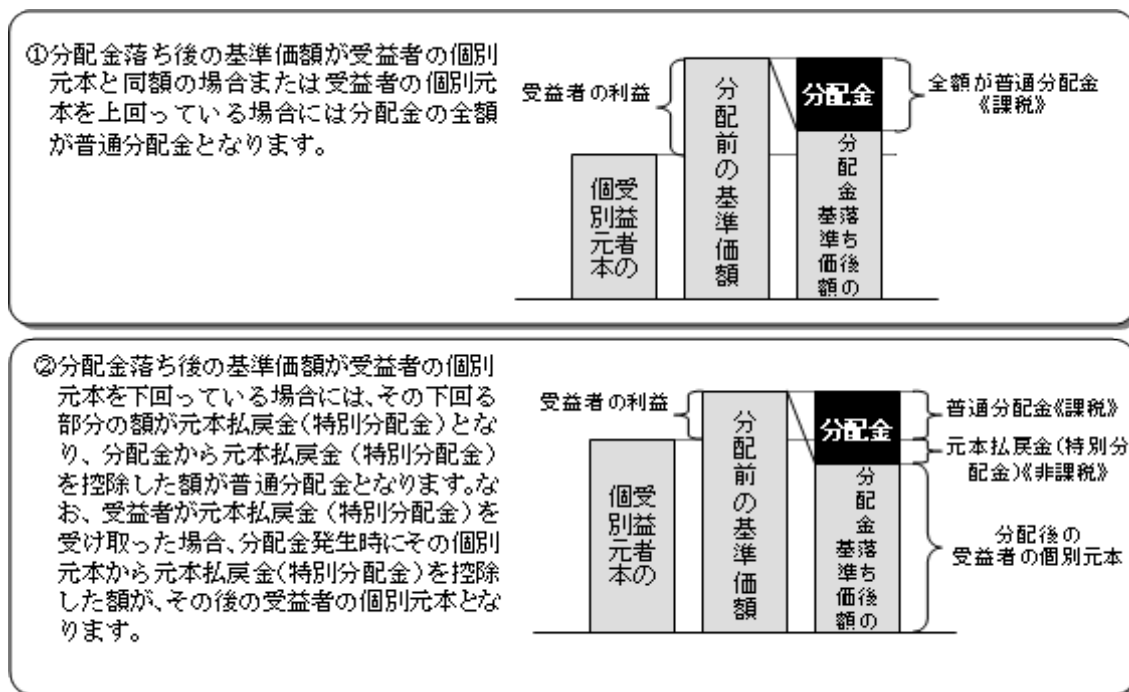 ①分配金落ち後の基準価額が受益者の個別
元本と同額の場合または受益者の個別元
本を上回っている場合には分配金の全額
が普通分配金となります。
受益者の利益
受益者の
個別元本
分配前の基準価額
分配金
分配金落ち後の
基準価額
全額が普通分配金
《課税》
②分配金落ち後の基準価額が受益者の個別
元本を下回っている場合には、その下回る
部分の額が元本払戻金(特別分配金)とな
り、分配金から元本払戻金(特別分配金)
を控除した額が普通分配金となります。な
お、受益者が元本払戻金(特別分配金)を
受け取った場合、分配金発生時にその個別
元本から元本払戻金(特別分配金)を控除
した額が、その後の受益者の個別元本とな
ります。
受益者の利益
受益者の
個別元本
分配前の基準価額
分配金
分配金落ち後の
基準価額
普通分配金《課税》
元本払戻金(特別分
配金)《非課税》
分配後の
受益者の個別元本